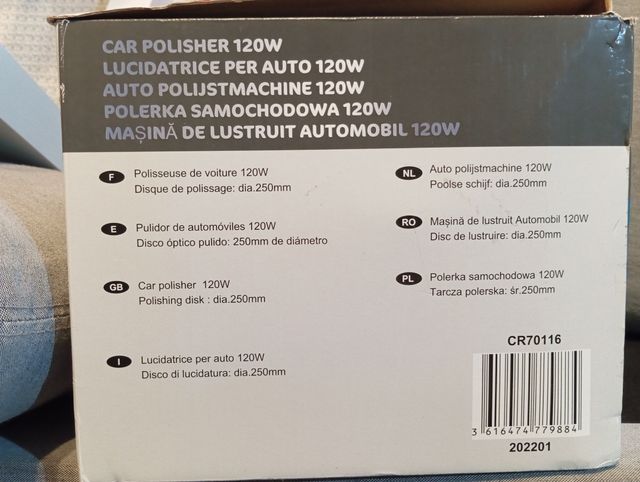 CAR POLISHER 120W
LUCIDATRICE PER AUTO 120W
AUTO POLIJSTMACHINE 120W
POLERKA SAMOCHODOWA 120W
MAȘINĂ DE LUSTRUIT AUTOMOBIL 120W
F Polisseuse de voiture 120W
Disque de polissage: dia.250mm
E Pulidor de automóviles 120W
Disco óptico pulido: 250mm de diámetro
GB Car polisher 120W
Polishing disk : dia.250mm
I Lucidatrice per auto 120W
Disco di lucidatura: dia.250mm
NL Auto polijstmachine 120W
Poolse schijf: dia.250mm
RO Mașină de lustruit Automobil 120W
Disc de lustruire: dia.250mm
PL Polerka samochodowa 120W
Tarcza polerska: śr.250mm
CR70116
3 616474 779884
202201